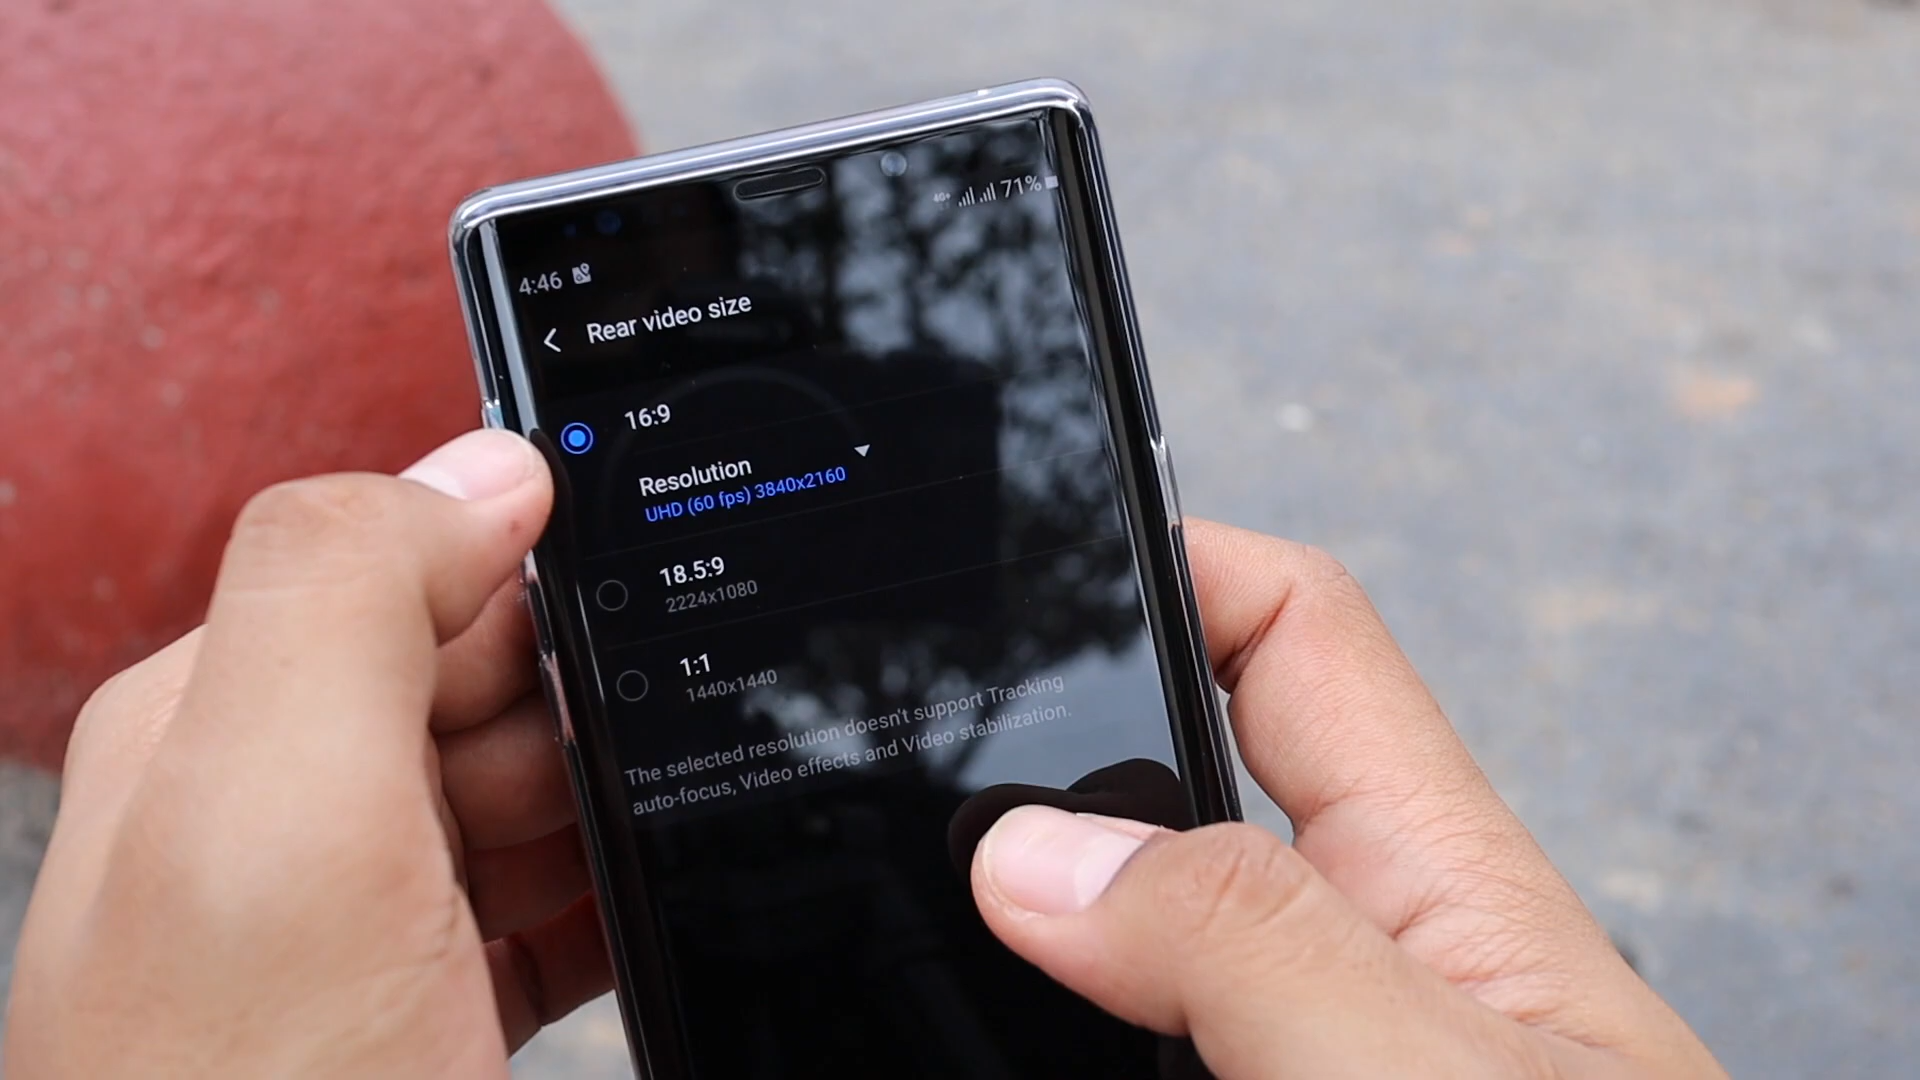 4G+ 71%
4:46
Rear video size
16:9
Resolution
UHD (60 fps) 3840x2160
18.5:9
2224x1080
1:1
1440x1440
The selected resolution doesn't support Tracking
auto-focus, Video effects and Video stabilization.